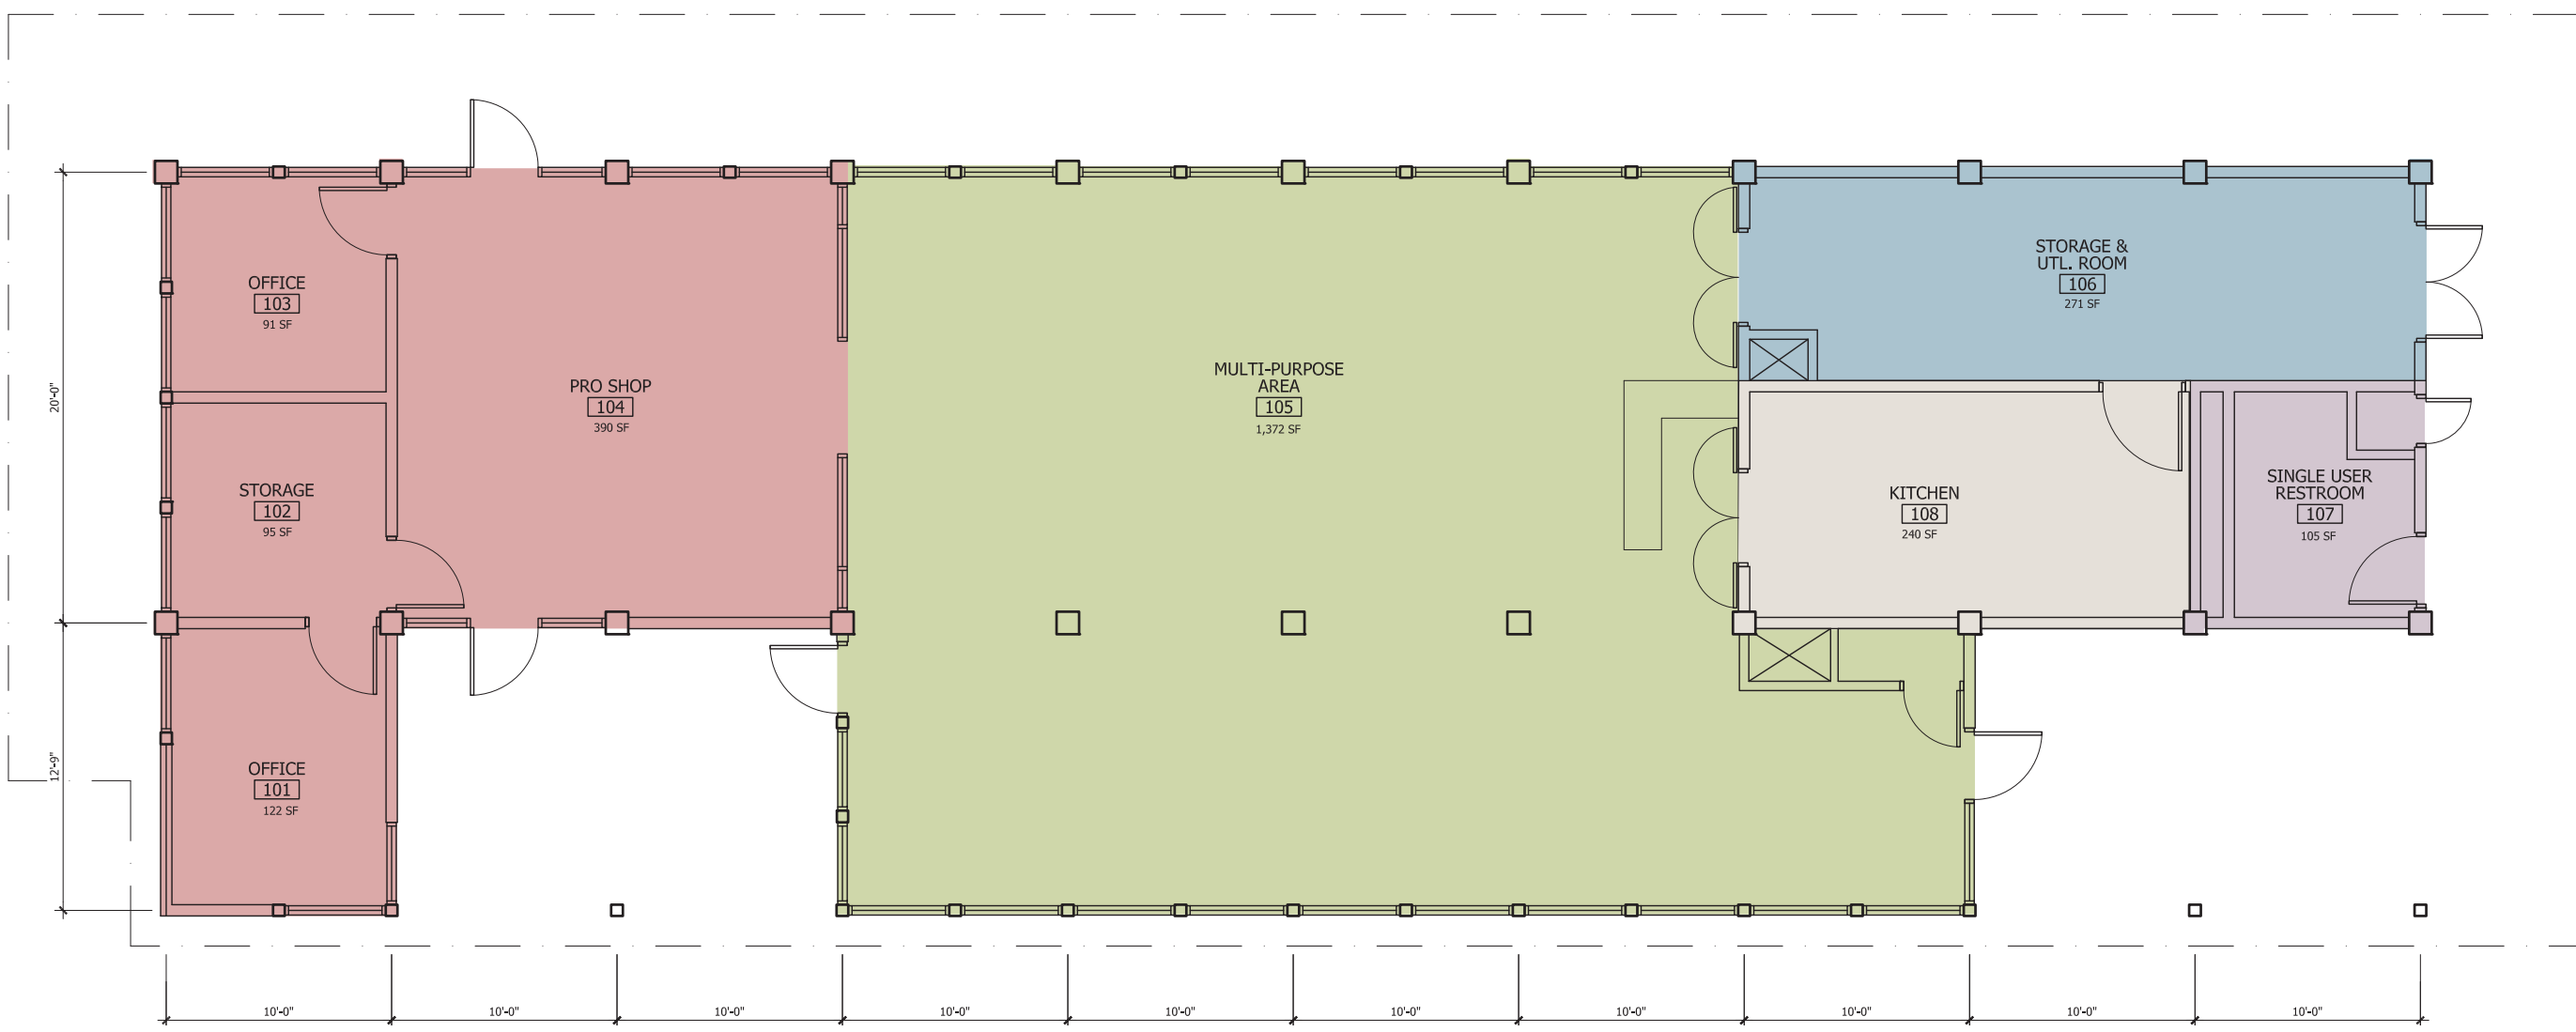 OFFICE
103
91 SF
STORAGE
102
95 SF
OFFICE
101
122 SF
PRO SHOP
104
390 SF
MULTI-PURPOSE
AREA
105
1,372 SF
STORAGE &
UTL. ROOM
106
271 SF
KITCHEN
108
240 SF
SINGLE USER
RESTROOM
107
105 SF
20'-0"
12'-9"
10'-0"
10'-0"
10'-0"
10'-0"
10'-0"
10'-0"
10'-0"
10'-0"
10'-0"
10'-0"